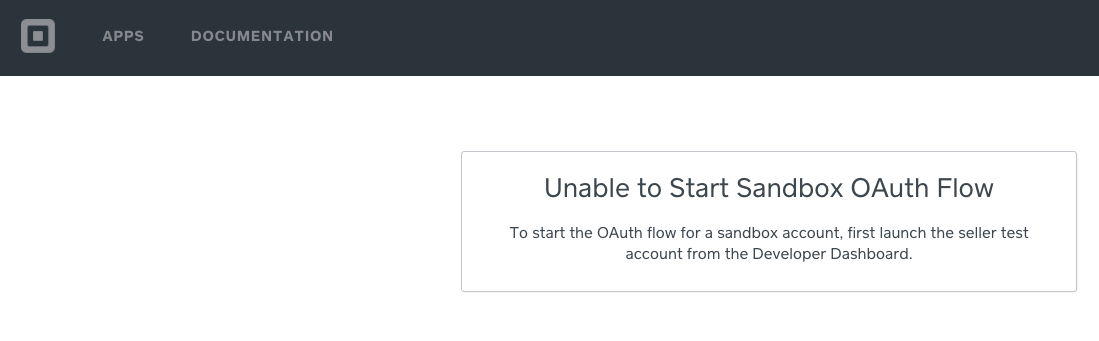 APPS DOCUMENTATION
Unable to Start Sandbox OAuth Flow
To start the OAuth flow for a sandbox account, first launch the seller test
account from the Developer Dashboard.